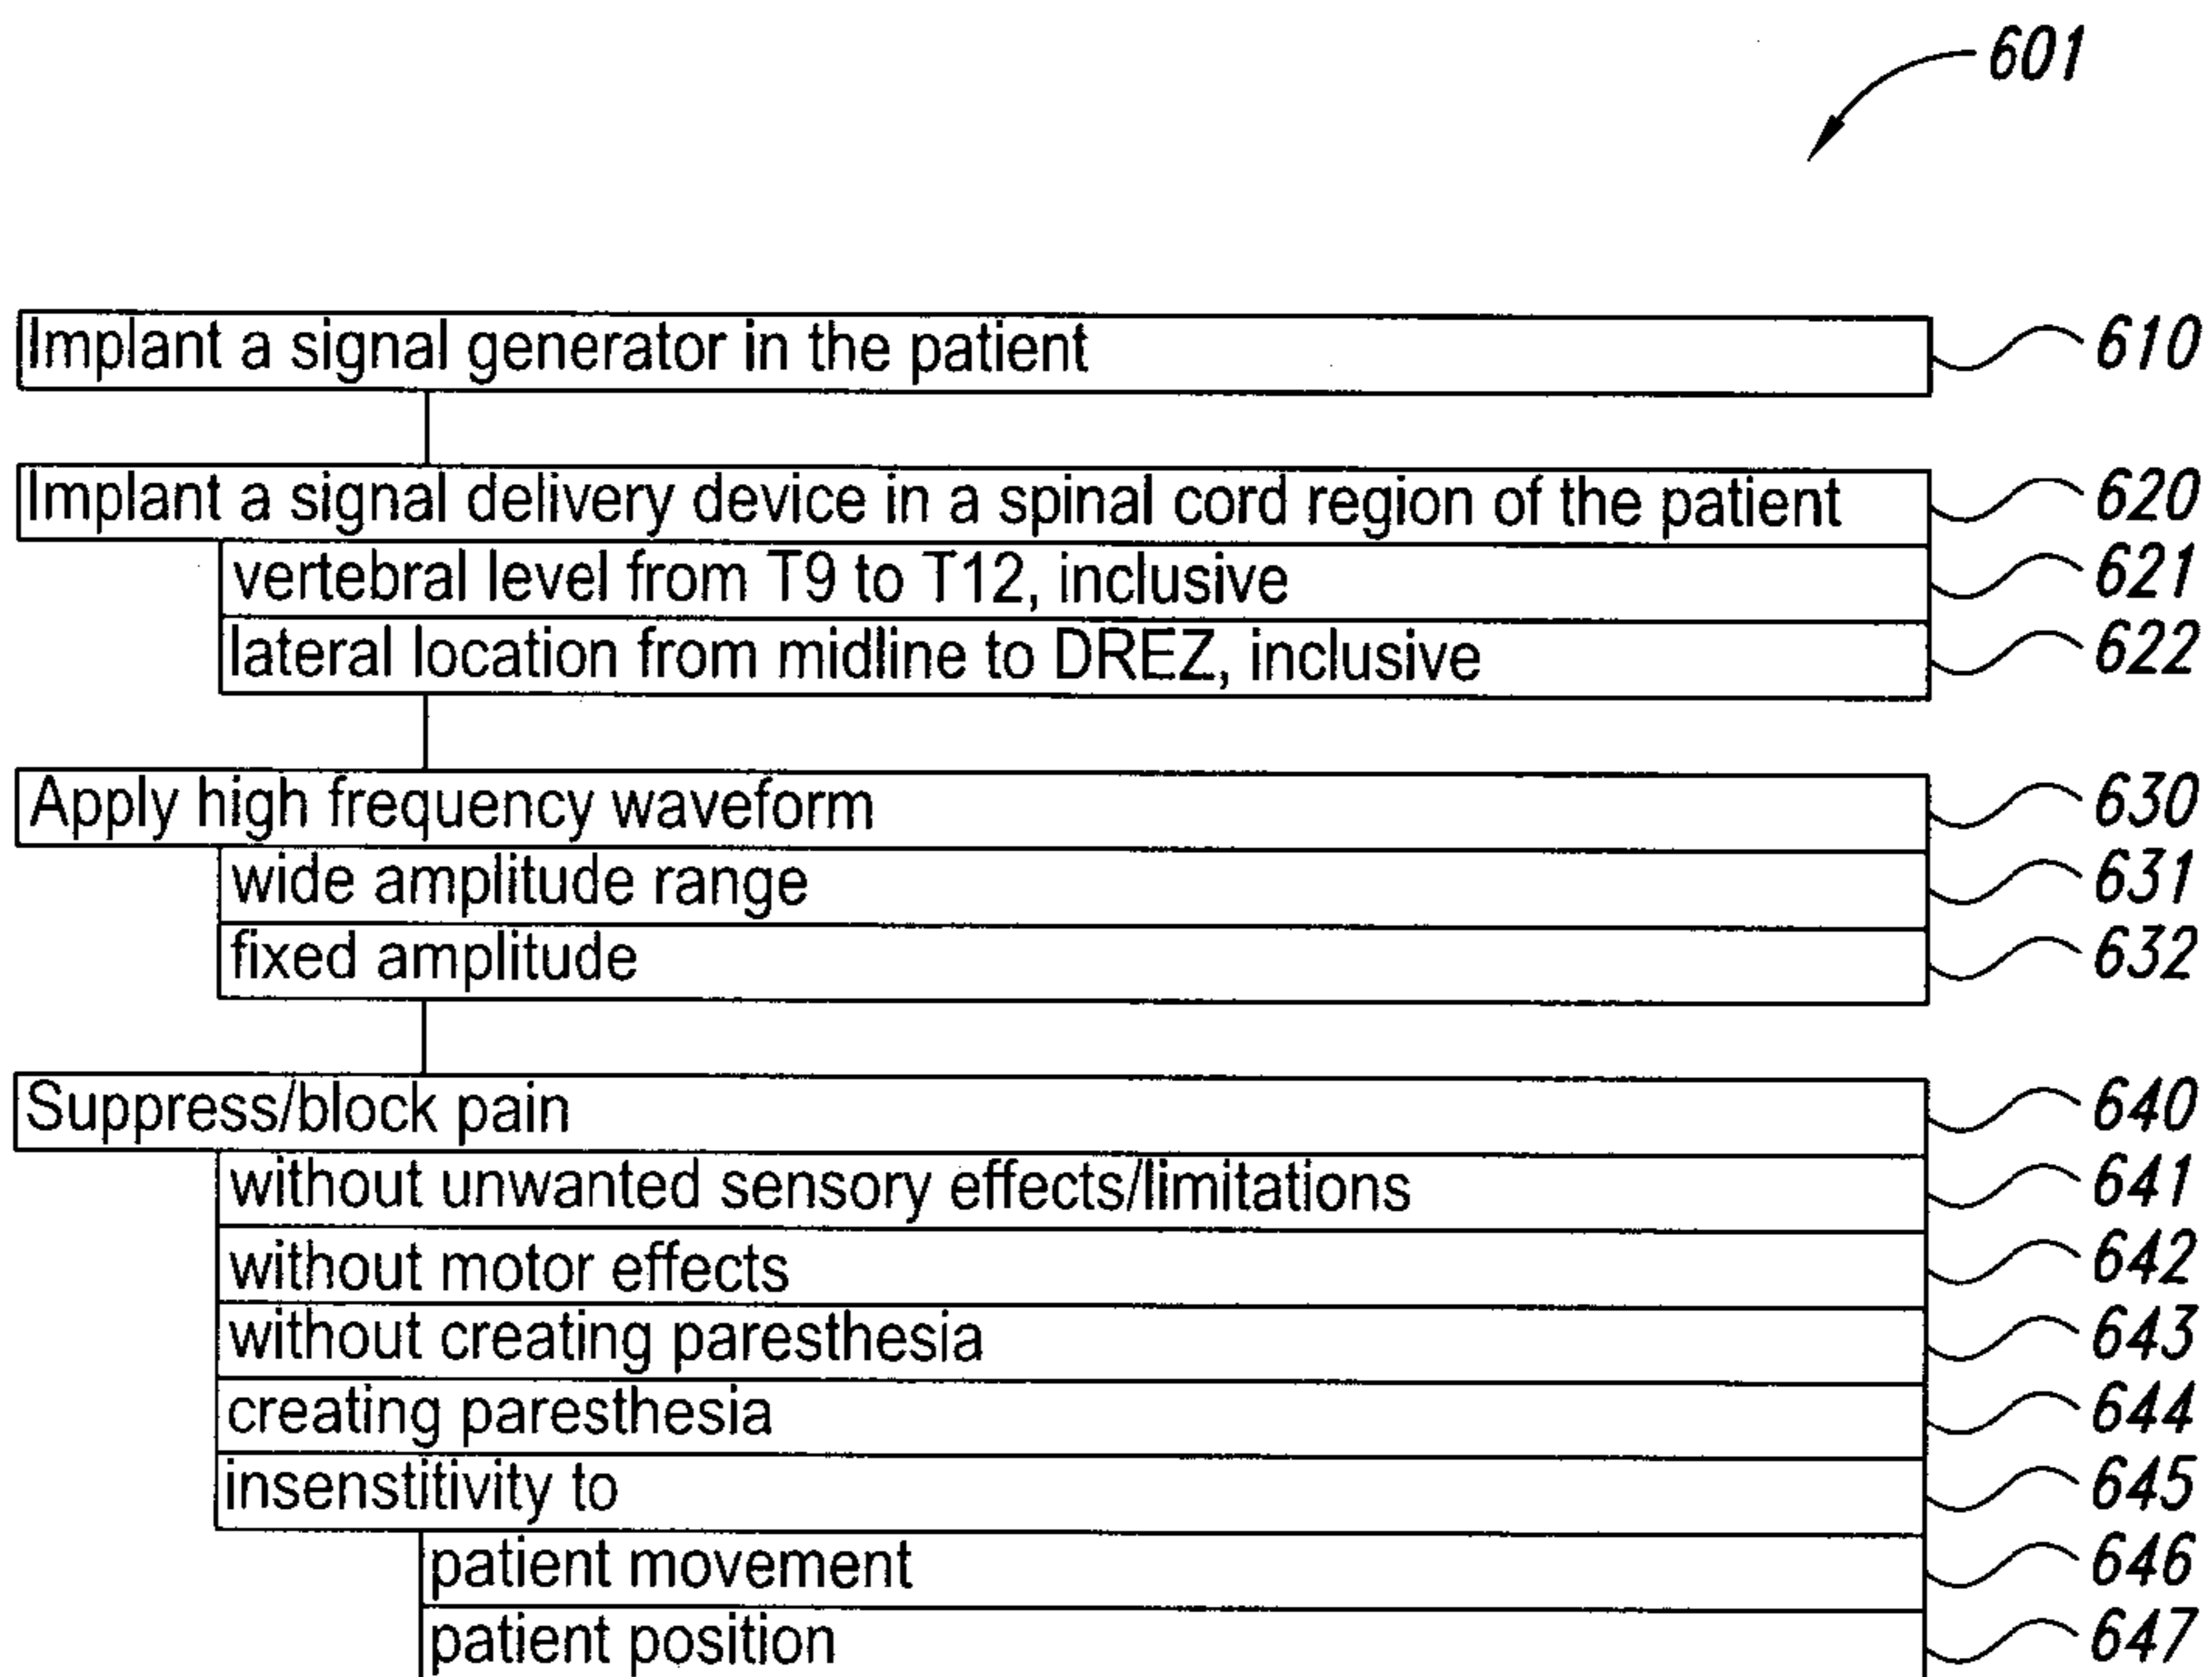 601
Implant a signal generator in the patient 610
Implant a signal delivery device in a spinal cord region of the patient 620
vertebral level from T9 to T12, inclusive 621
lateral location from midline to DREZ, inclusive 622
Apply high frequency waveform 630
wide amplitude range 631
fixed amplitude 632
Suppress/block pain 640
without unwanted sensory effects/limitations 641
without motor effects 642
without creating paresthesia 643
creating paresthesia 644
insenstitivity to 645
patient movement 646
patient position 647